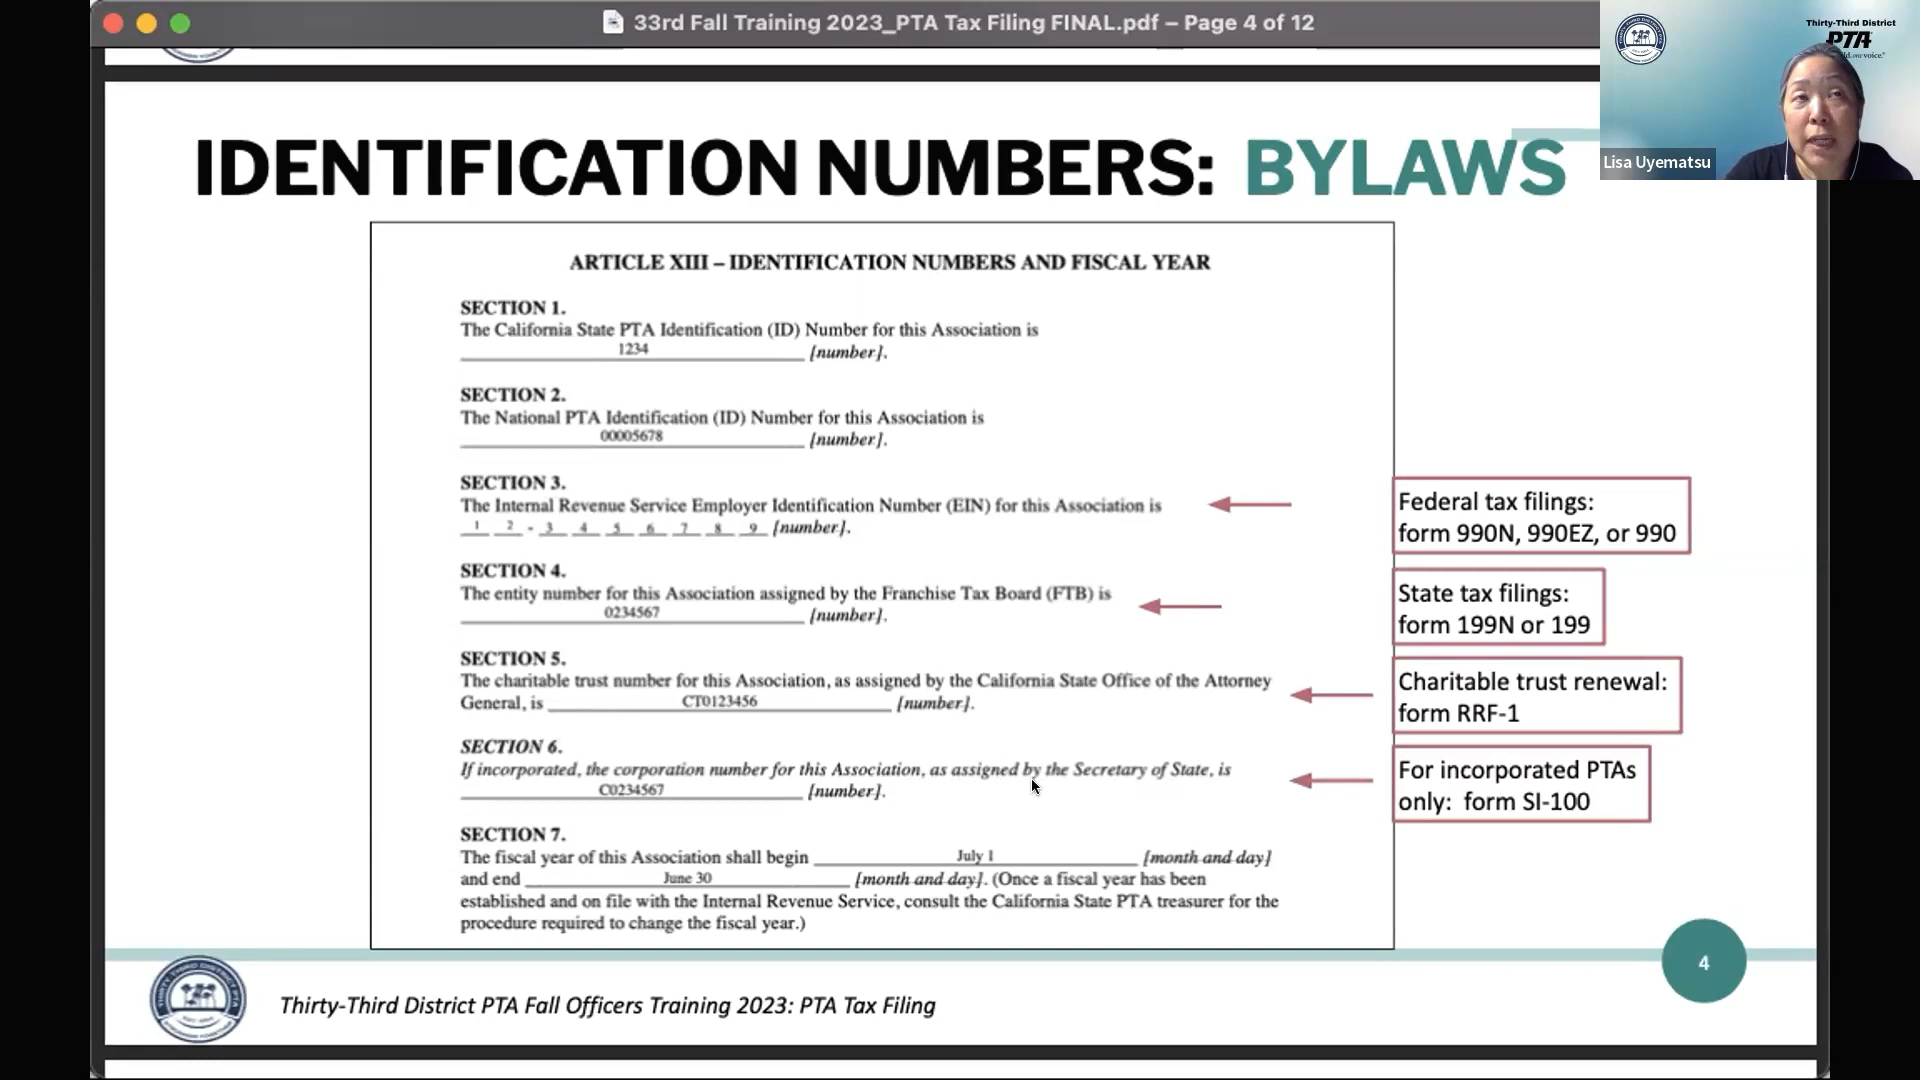 33rd Fall Training 2023_PTA Tax Filing FINAL.pdf – Page 4 of 12
Thirty-Third District
PTA
Lisa Uyematsu
IDENTIFICATION NUMBERS: BYLAWS
ARTICLE XIII – IDENTIFICATION NUMBERS AND FISCAL YEAR
SECTION 1.
The California State PTA Identification (ID) Number for this Association is
1234 [number].
SECTION 2.
The National PTA Identification (ID) Number for this Association is
00005678 [number].
SECTION 3.
The Internal Revenue Service Employer Identification Number (EIN) for this Association is
1 2 - 3 4 5 6 7 8 9 [number].
Federal tax filings:
form 990N, 990EZ, or 990
SECTION 4.
The entity number for this Association assigned by the Franchise Tax Board (FTB) is
0234567 [number].
State tax filings:
form 199N or 199
SECTION 5.
The charitable trust number for this Association, as assigned by the California State Office of the Attorney
General, is CT0123456 [number].
Charitable trust renewal:
form RRF-1
SECTION 6.
If incorporated, the corporation number for this Association, as assigned by the Secretary of State, is
C0234567 [number].
For incorporated PTAs
only: form SI-100
SECTION 7.
The fiscal year of this Association shall begin July 1 [month and day]
and end June 30 [month and day]. (Once a fiscal year has been
established and on file with the Internal Revenue Service, consult the California State PTA treasurer for the
procedure required to change the fiscal year.)
4
Thirty-Third District PTA Fall Officers Training 2023: PTA Tax Filing